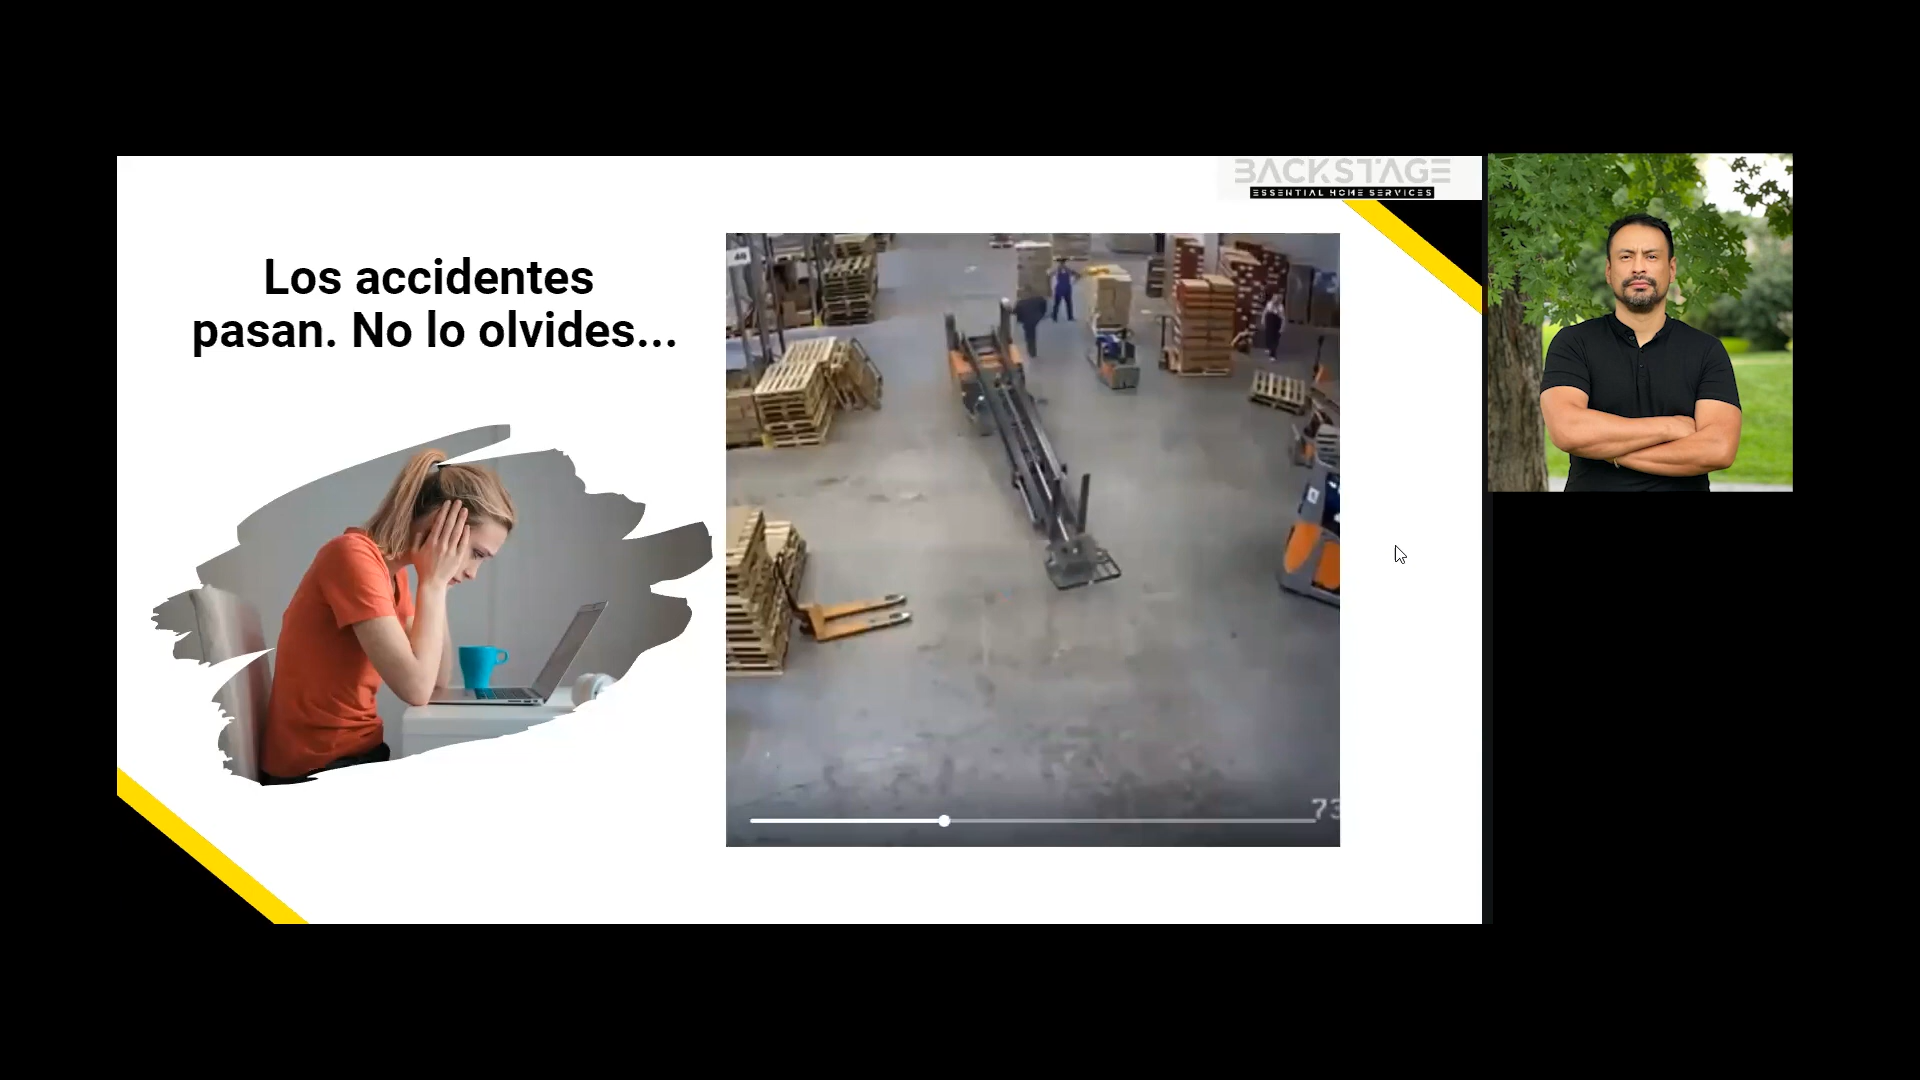 BACKSTAGE
ESSENTIAL HOME SERVICES
Los accidentes
pasan. No lo olvides...
73